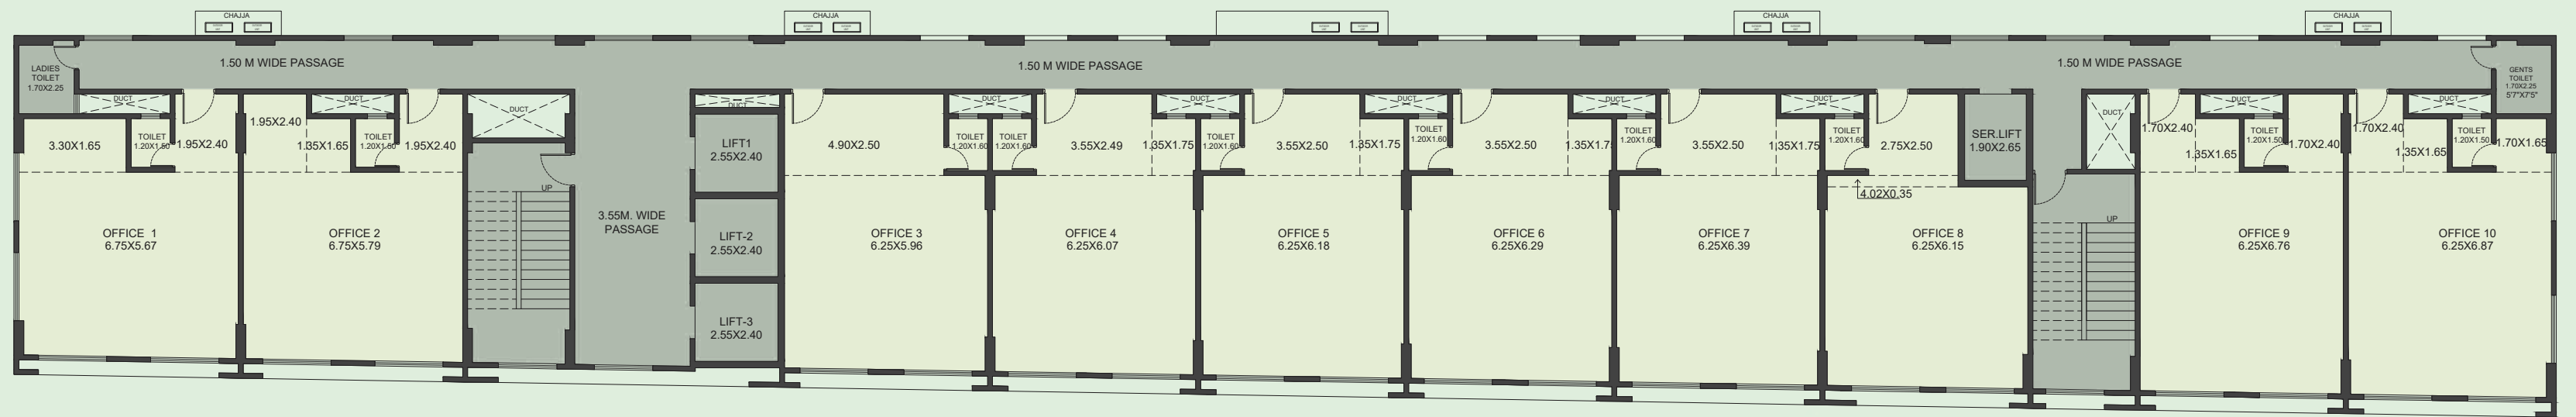 CHAJJA
CHAJJA
CHAJJA
CHAJJA
LADIES
TOILET
1.70X2.25
1.50 M WIDE PASSAGE
1.50 M WIDE PASSAGE
1.50 M WIDE PASSAGE
GENTS
TOILET
1.70X2.25
5'7"X7'5"
DUCT
DUCT
DUCT
DUCT
DUCT
DUCT
DUCT
DUCT
DUCT
DUCT
DUCT
DUCT
3.30X1.65
TOILET
1.20X1.50
1.95X2.40
1.95X2.40
1.35X1.65
TOILET
1.20X1.50
1.95X2.40
LIFT1
2.55X2.40
4.90X2.50
TOILET
1.20X1.60
TOILET
1.20X1.60
3.55X2.49
1.35X1.75
TOILET
1.20X1.60
3.55X2.50
1.35X1.75
TOILET
1.20X1.60
3.55X2.50
1.35X1.75
TOILET
1.20X1.60
3.55X2.50
1.35X1.75
TOILET
1.20X1.60
2.75X2.50
SER.LIFT
1.90X2.65
1.70X2.40
1.35X1.65
TOILET
1.20X1.50
1.70X2.40
1.70X2.40
1.35X1.65
TOILET
1.20X1.50
1.70X1.65
UP
4.02X0.35
UP
OFFICE 1
6.75X5.67
OFFICE 2
6.75X5.79
3.55M. WIDE
PASSAGE
LIFT-2
2.55X2.40
OFFICE 3
6.25X5.96
OFFICE 4
6.25X6.07
OFFICE 5
6.25X6.18
OFFICE 6
6.25X6.29
OFFICE 7
6.25X6.39
OFFICE 8
6.25X6.15
OFFICE 9
6.25X6.76
OFFICE 10
6.25X6.87
LIFT-3
2.55X2.40